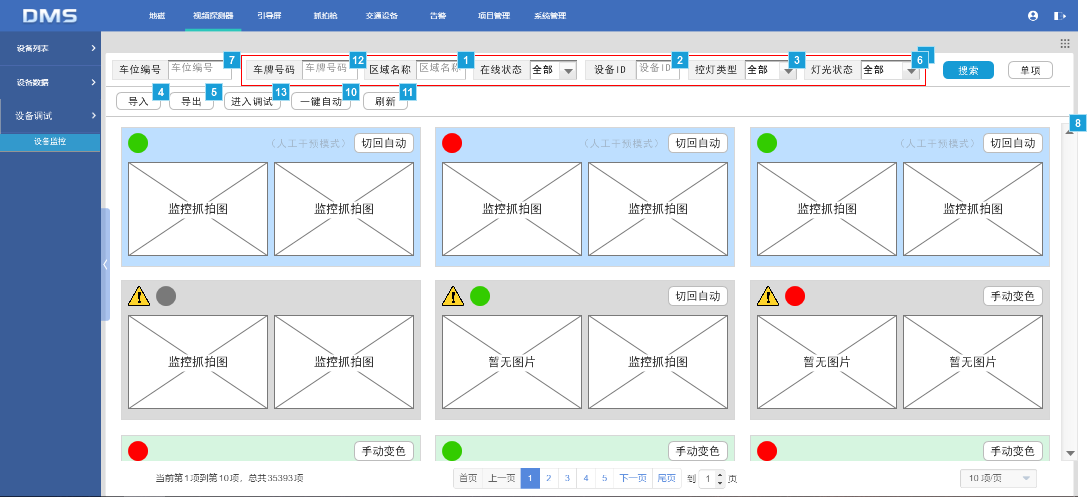 DMS 地磁 视频探测器 引导屏 抓拍枪 交通设备 告警 项目管理 系统管理
设备列表
设备数据
设备调试
设备监控
车位编号 车位编号 7 车牌号码 车牌号码 12 区域名称 区域名称 1 在线状态 全部 设备ID 设备ID 2 控灯类型 全部 3 灯光状态 全部 6 搜索 单项
导入 4 导出 5 进入调试 13 一键自动 10 刷新 11
8
（人工干预模式） 切回自动 （人工干预模式） 切回自动 （人工干预模式） 切回自动
监控抓拍图 监控抓拍图 监控抓拍图 监控抓拍图 监控抓拍图 监控抓拍图
切回自动 手动变色
监控抓拍图 监控抓拍图 暂无图片 监控抓拍图 暂无图片 暂无图片
手动变色 手动变色 手动变色
当前第1项到第10项，总共35393项 首页 上一页 1 2 3 4 5 下一页 尾页 到 1 页 10 项/页